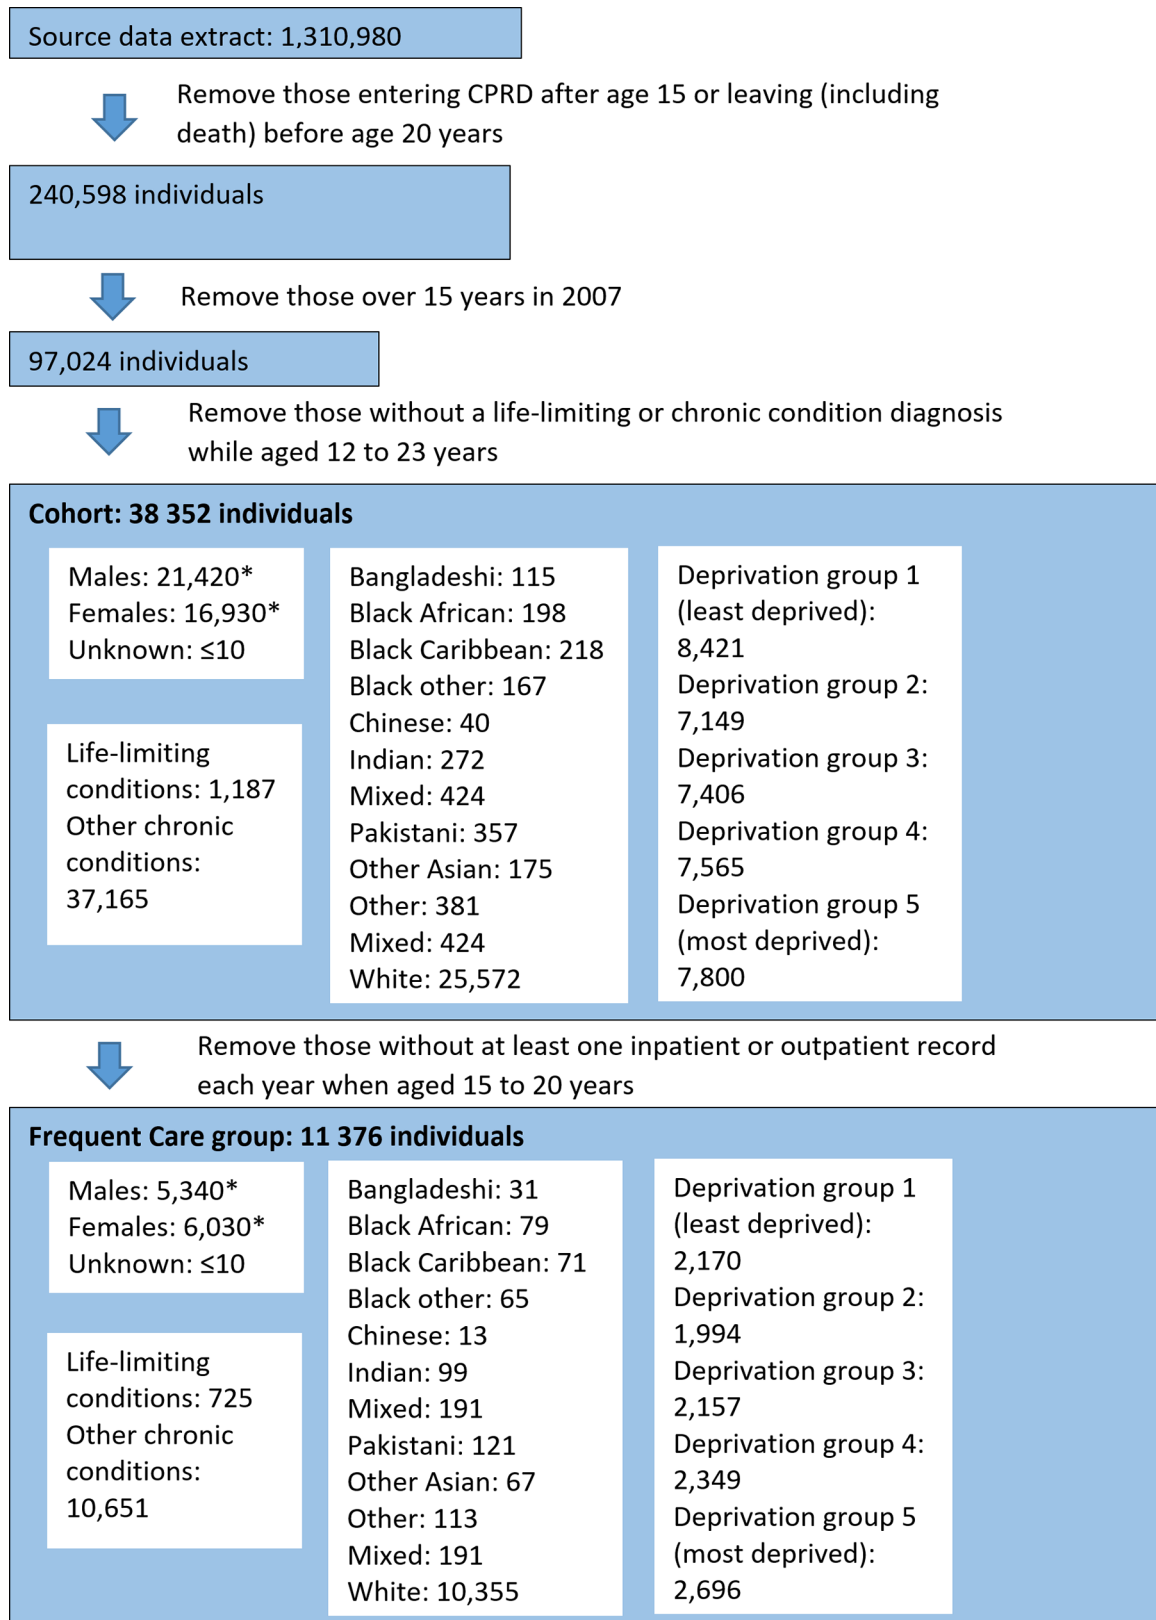 Source data extract: 1,310,980
Remove those entering CPRD after age 15 or leaving (including
death) before age 20 years
240,598 individuals
Remove those over 15 years in 2007
97,024 individuals
Remove those without a life-limiting or chronic condition diagnosis
while aged 12 to 23 years
Cohort: 38 352 individuals
Males: 21,420*
Females: 16,930*
Unknown: ≤10
Life-limiting
conditions: 1,187
Other chronic
conditions:
37,165
Bangladeshi: 115
Black African: 198
Black Caribbean: 218
Black other: 167
Chinese: 40
Indian: 272
Mixed: 424
Pakistani: 357
Other Asian: 175
Other: 381
Mixed: 424
White: 25,572
Deprivation group 1
(least deprived):
8,421
Deprivation group 2:
7,149
Deprivation group 3:
7,406
Deprivation group 4:
7,565
Deprivation group 5
(most deprived):
7,800
Remove those without at least one inpatient or outpatient record
each year when aged 15 to 20 years
Frequent Care group: 11 376 individuals
Males: 5,340*
Females: 6,030*
Unknown: ≤10
Life-limiting
conditions: 725
Other chronic
conditions:
10,651
Bangladeshi: 31
Black African: 79
Black Caribbean: 71
Black other: 65
Chinese: 13
Indian: 99
Mixed: 191
Pakistani: 121
Other Asian: 67
Other: 113
Mixed: 191
White: 10,355
Deprivation group 1
(least deprived):
2,170
Deprivation group 2:
1,994
Deprivation group 3:
2,157
Deprivation group 4:
2,349
Deprivation group 5
(most deprived):
2,696